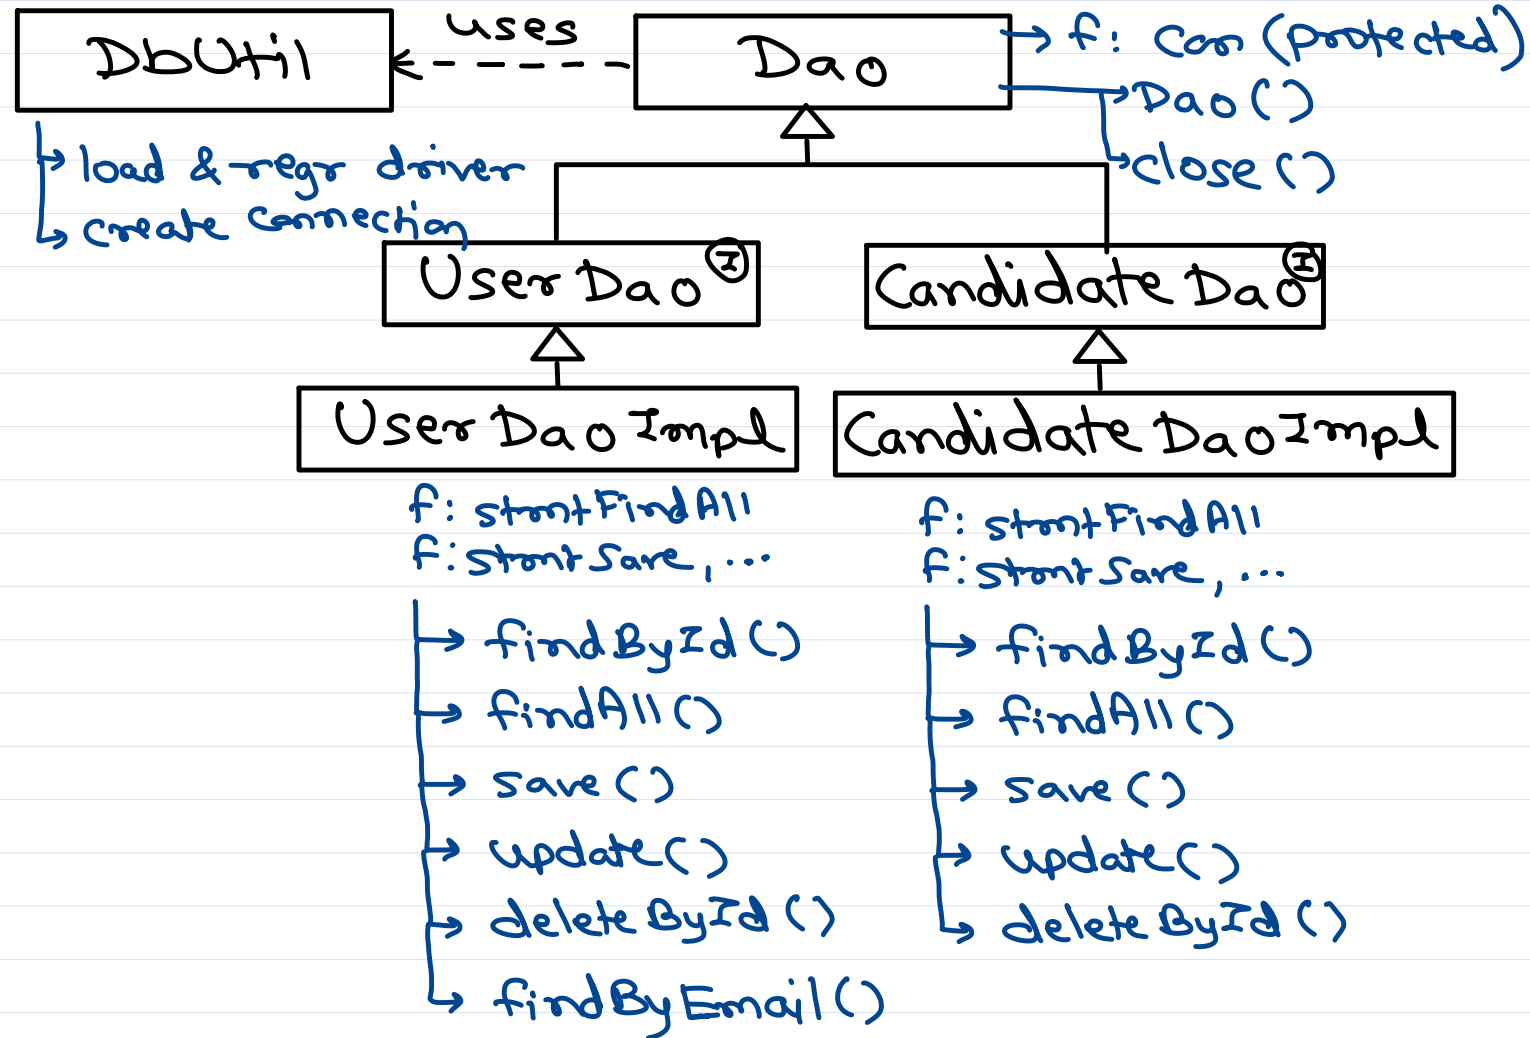 DbUtil
uses
Dao
f: con (protected)
Dao()
close()
load & regr driver
create connection
UserDao I
CandidateDao I
UserDaoImpl
CandidateDaoImpl
f: stmtFindAll
f: stmtSave, ...
findById()
findAll()
save()
update()
deleteById()
findByEmail()
f: stmtFindAll
f: stmtSave, ...
findById()
findAll()
save()
update()
deleteById()